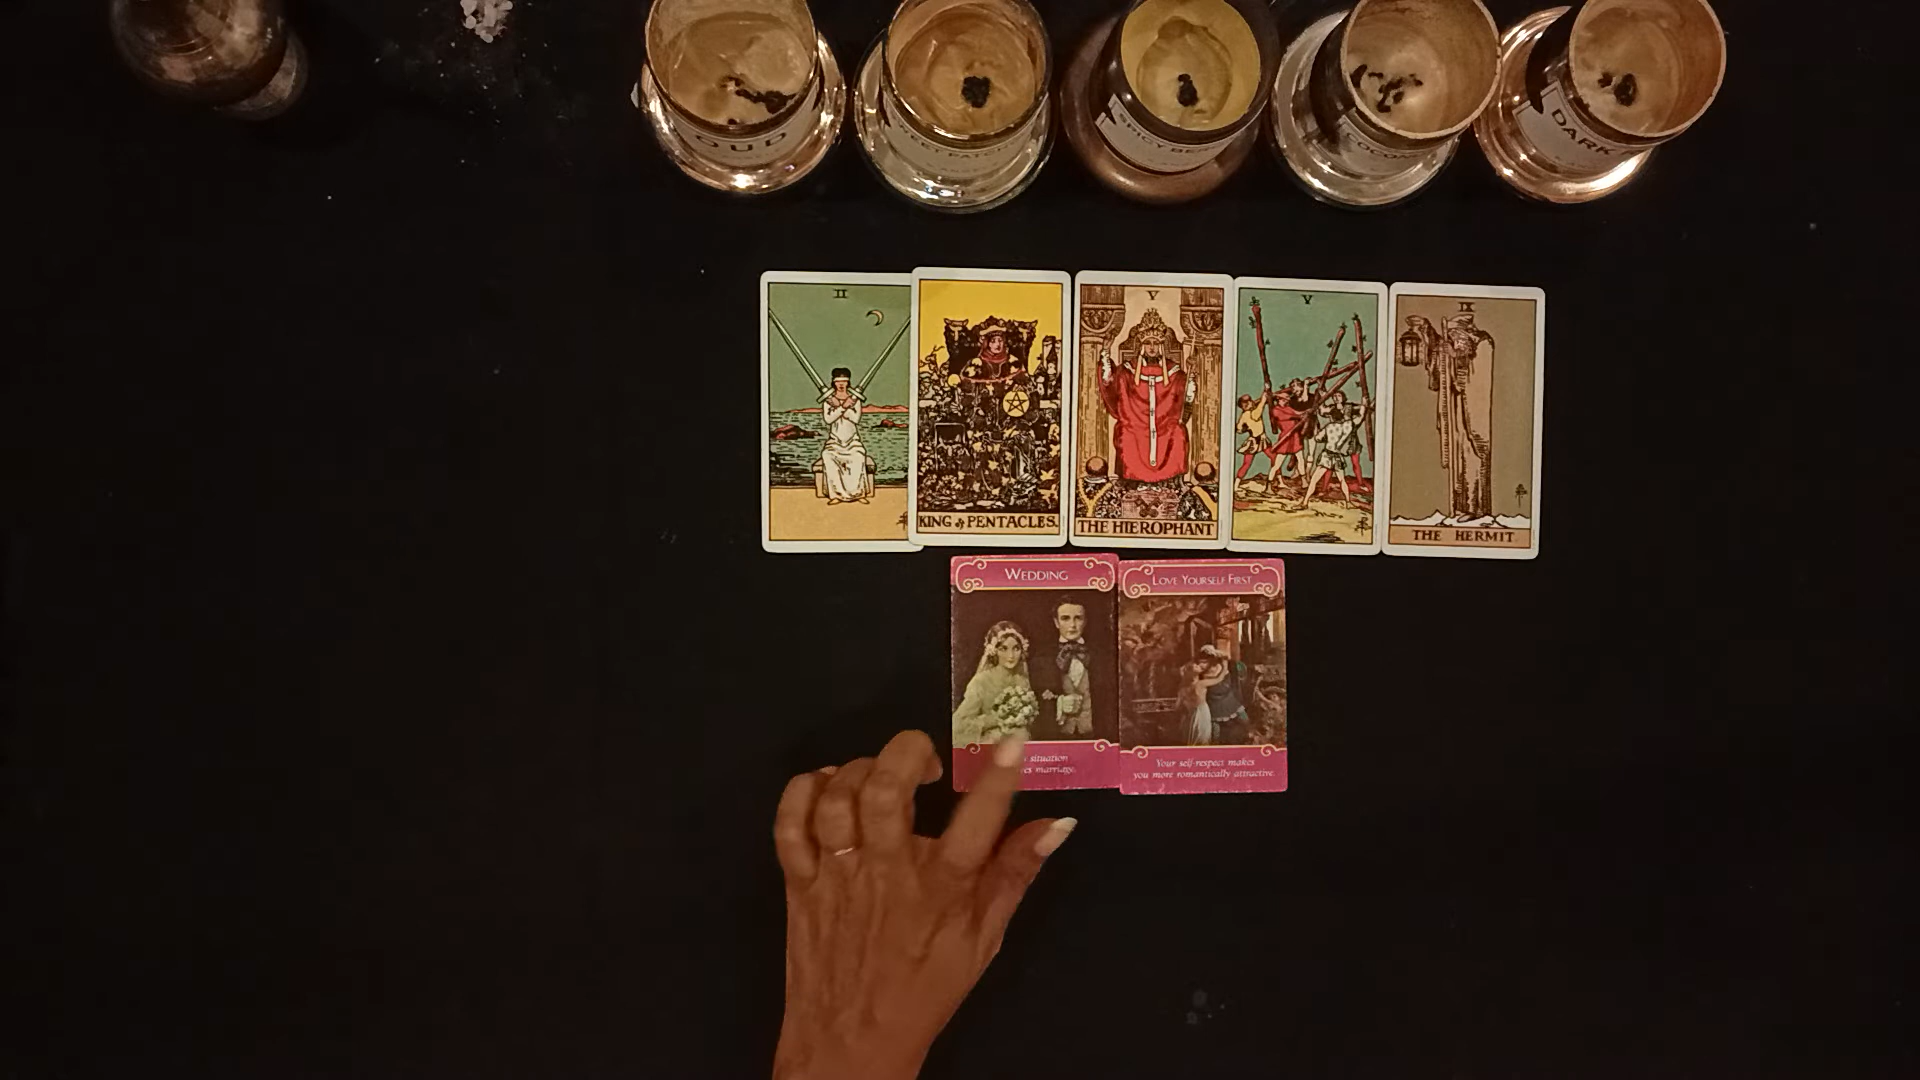 OUD
SPICY
DARK
II
V
V
IX
KING of PENTACLES.
THE HIEROPHANT
THE HERMIT
WEDDING
LOVE YOURSELF FIRST
situation
marriage.
Your self-respect makes
you more romantically attractive.